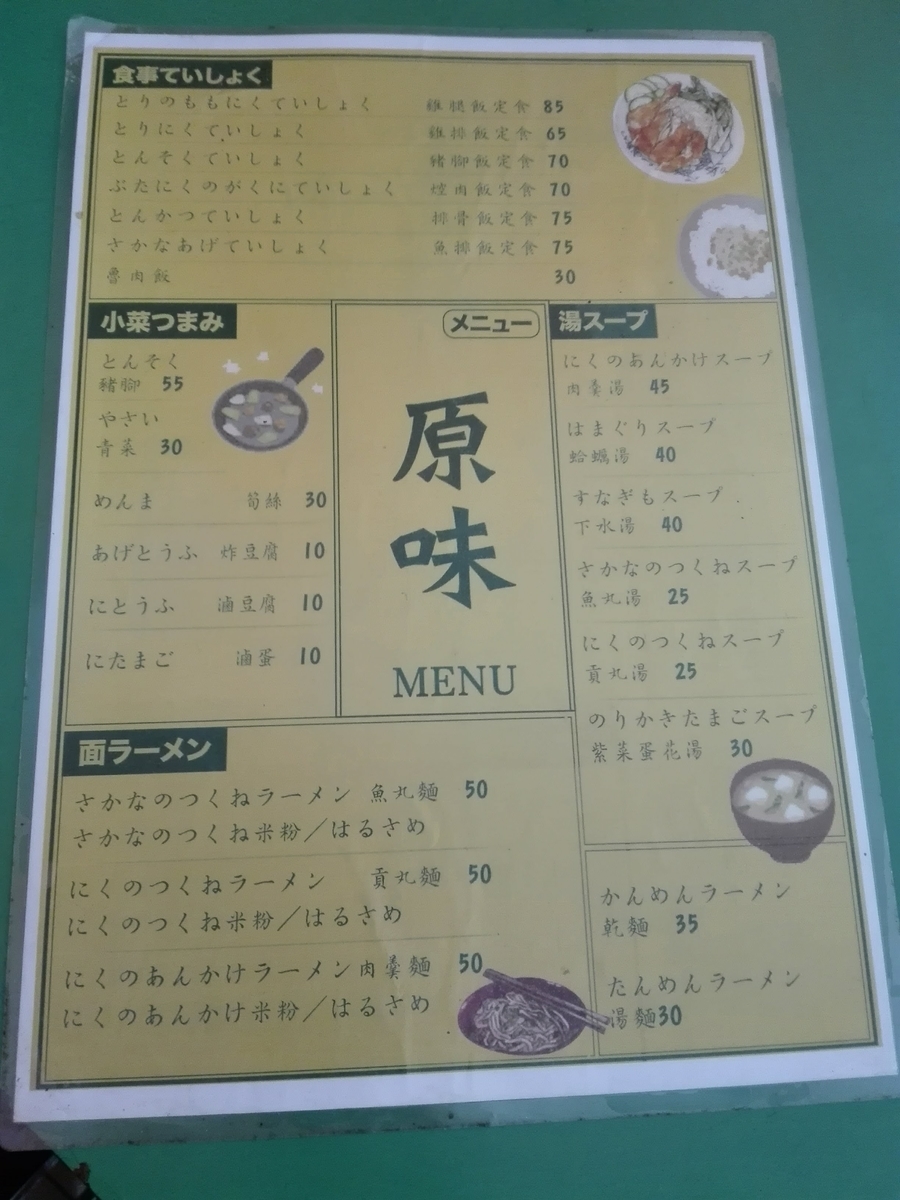 食事ていしょく
とりのももにくていしょく 雞腿飯定食 85
とりにくていしょく 雞排飯定食 65
とんそくていしょく 豬腳飯定食 70
ぶたにくのがくにていしょく 焢肉飯定食 70
とんかつていしょく 排骨飯定食 75
さかなあげていしょく 魚排飯定食 75
魯肉飯 30
小菜つまみ
とんそく
豬腳 55
やさい
青菜 30
めんま 筍絲 30
あげとうふ 炸豆腐 10
にとうふ 滷豆腐 10
にたまご 滷蛋 10
メニュー
原味
MENU
湯スープ
にくのあんかけスープ
肉羹湯 45
はまぐりスープ
蛤蠣湯 40
すなぎもスープ
下水湯 40
さかなのつくねスープ
魚丸湯 25
にくのつくねスープ
貢丸湯 25
のりかきたまごスープ
紫菜蛋花湯 30
面ラーメン
さかなのつくねラーメン 魚丸麵 50
さかなのつくね米粉／はるさめ
にくのつくねラーメン 貢丸麵 50
にくのつくね米粉／はるさめ
にくのあんかけラーメン肉羹麵 50
にくのあんかけ米粉／はるさめ
かんめんラーメン
乾麵 35
たんめんラーメン
湯麵30